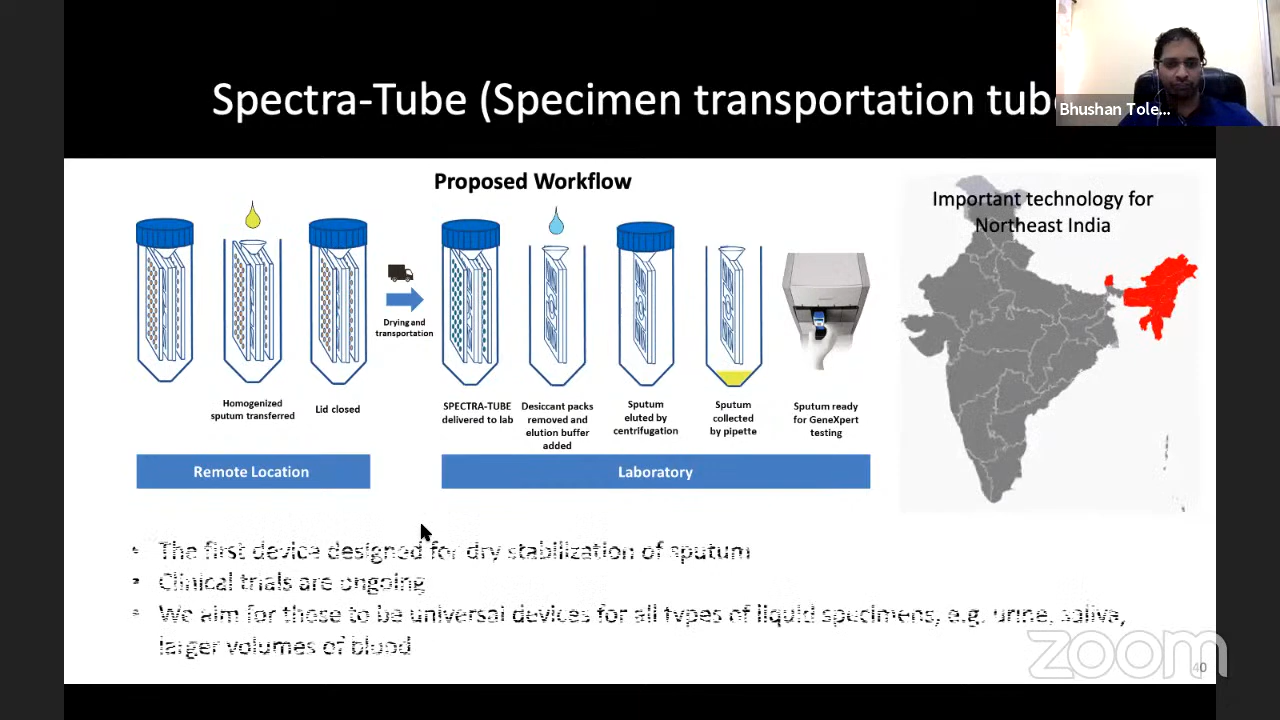 Spectra-Tube (Specimen transportation tub
Bhushan Tole...
Proposed Workflow
Important technology for
Northeast India
Drying and
transportation
Homogenized
sputum transferred
Lid closed
SPECTRA-TUBE
delivered to lab
Desiccant packs
removed and
elution buffer
added
Sputum
eluted by
centrifugation
Sputum
collected
by pipette
Sputum ready
for GeneXpert
testing
Remote Location
Laboratory
• The first device designed for dry stabilization of sputum
• Clinical trials are ongoing
• We aim for those to be universal devices for all types of liquid specimens, e.g. urine, saliva,
larger volumes of blood
zoom
40